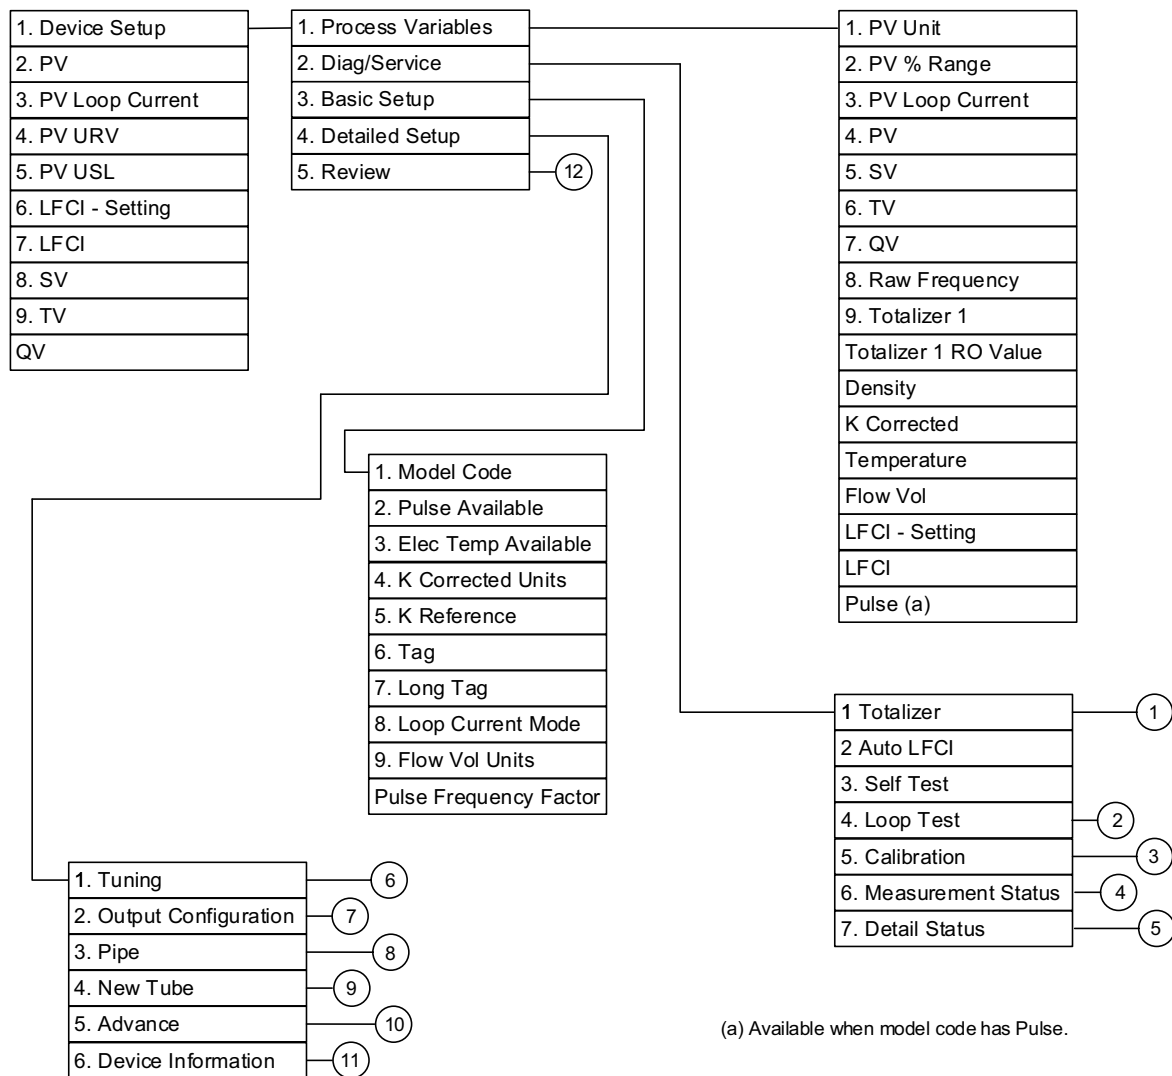 1. Device Setup
2. PV
3. PV Loop Current
4. PV URV
5. PV USL
6. LFCI - Setting
7. LFCI
8. SV
9. TV
QV
1. Process Variables
2. Diag/Service
3. Basic Setup
4. Detailed Setup
5. Review
12
1. PV Unit
2. PV % Range
3. PV Loop Current
4. PV
5. SV
6. TV
7. QV
8. Raw Frequency
9. Totalizer 1
Totalizer 1 RO Value
Density
K Corrected
Temperature
Flow Vol
LFCI - Setting
LFCI
Pulse (a)
1. Model Code
2. Pulse Available
3. Elec Temp Available
4. K Corrected Units
5. K Reference
6. Tag
7. Long Tag
8. Loop Current Mode
9. Flow Vol Units
Pulse Frequency Factor
1 Totalizer
1
2 Auto LFCI
3. Self Test
4. Loop Test
2
5. Calibration
3
6. Measurement Status
4
7. Detail Status
5
1. Tuning
6
2. Output Configuration
7
3. Pipe
8
4. New Tube
9
5. Advance
10
6. Device Information
11
(a) Available when model code has Pulse.